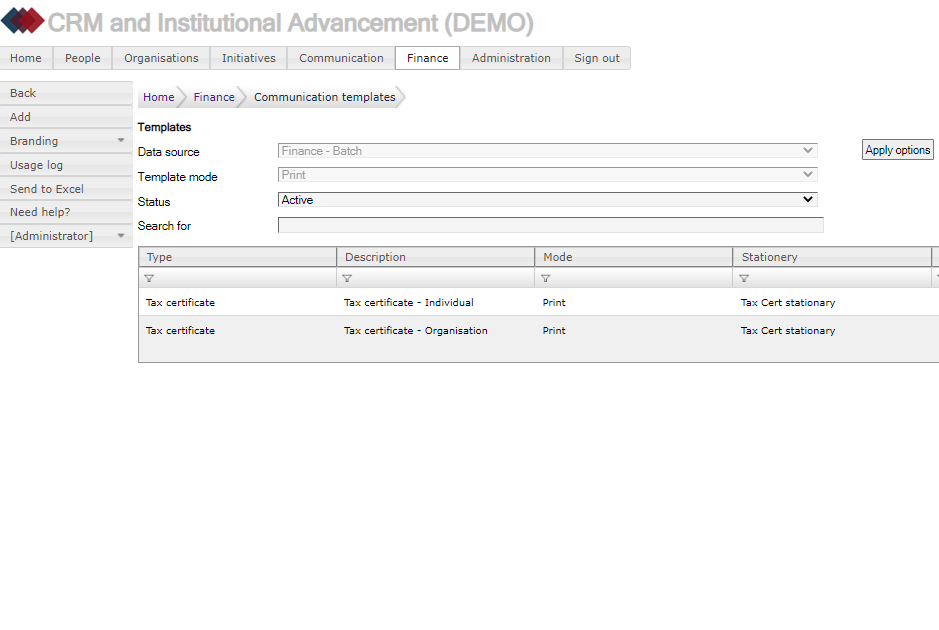 CRM and Institutional Advancement (DEMO)
Home People Organisations Initiatives Communication Finance Administration Sign out
Back
Add
Branding
Usage log
Send to Excel
Need help?
[Administrator]
Home Finance Communication templates
Templates
Data source Finance - Batch Apply options
Template mode Print
Status Active
Search for
Type Description Mode Stationery
Tax certificate Tax certificate - Individual Print Tax Cert stationary
Tax certificate Tax certificate - Organisation Print Tax Cert stationary